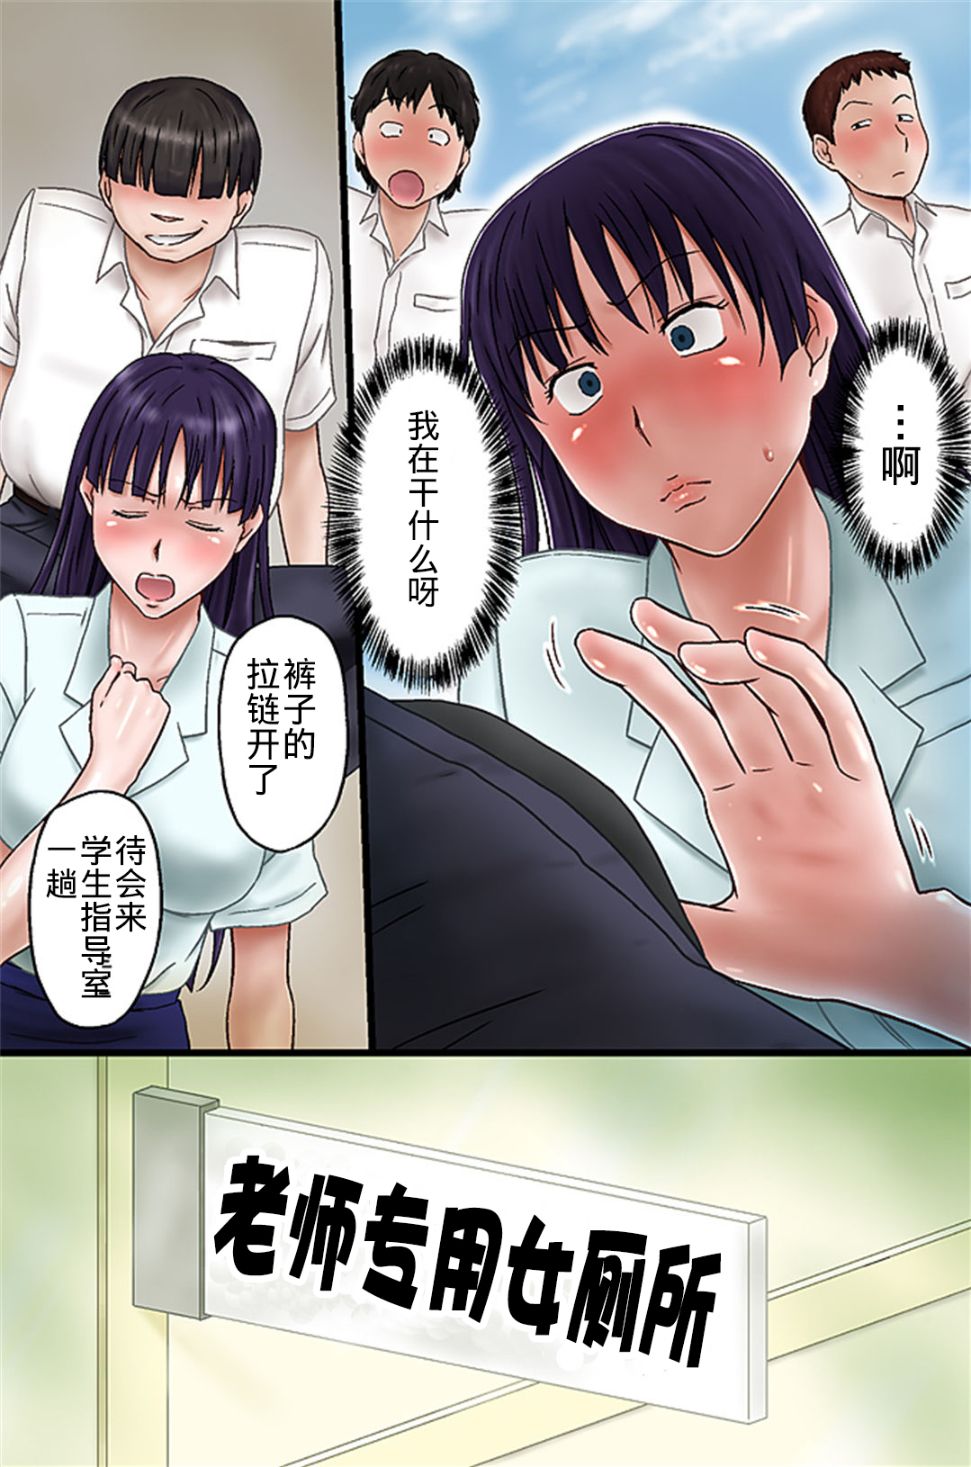 …啊
我在干什么呀
裤子的
拉链开了
待会来
学生指导室
一趟
老师专用女厕所